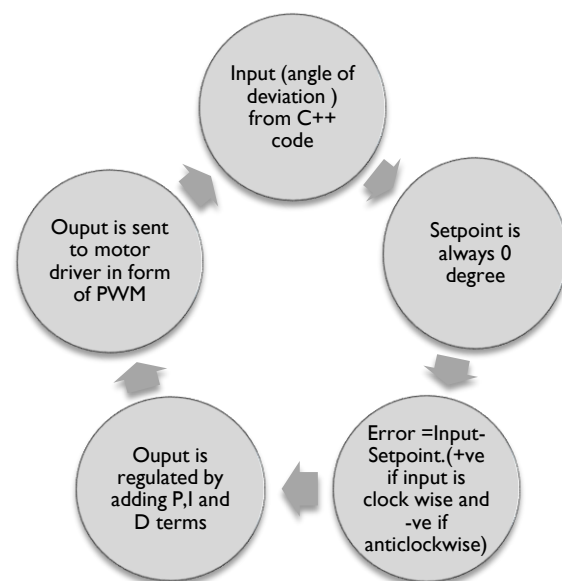 Input (angle of
deviation )
from C++
code
Setpoint is
always 0
degree
Error =Input-
Setpoint.(+ve
if input is
clock wise and
-ve if
anticlockwise)
Ouput is
regulated by
adding P,I and
D terms
Ouput is sent
to motor
driver in form
of PWM